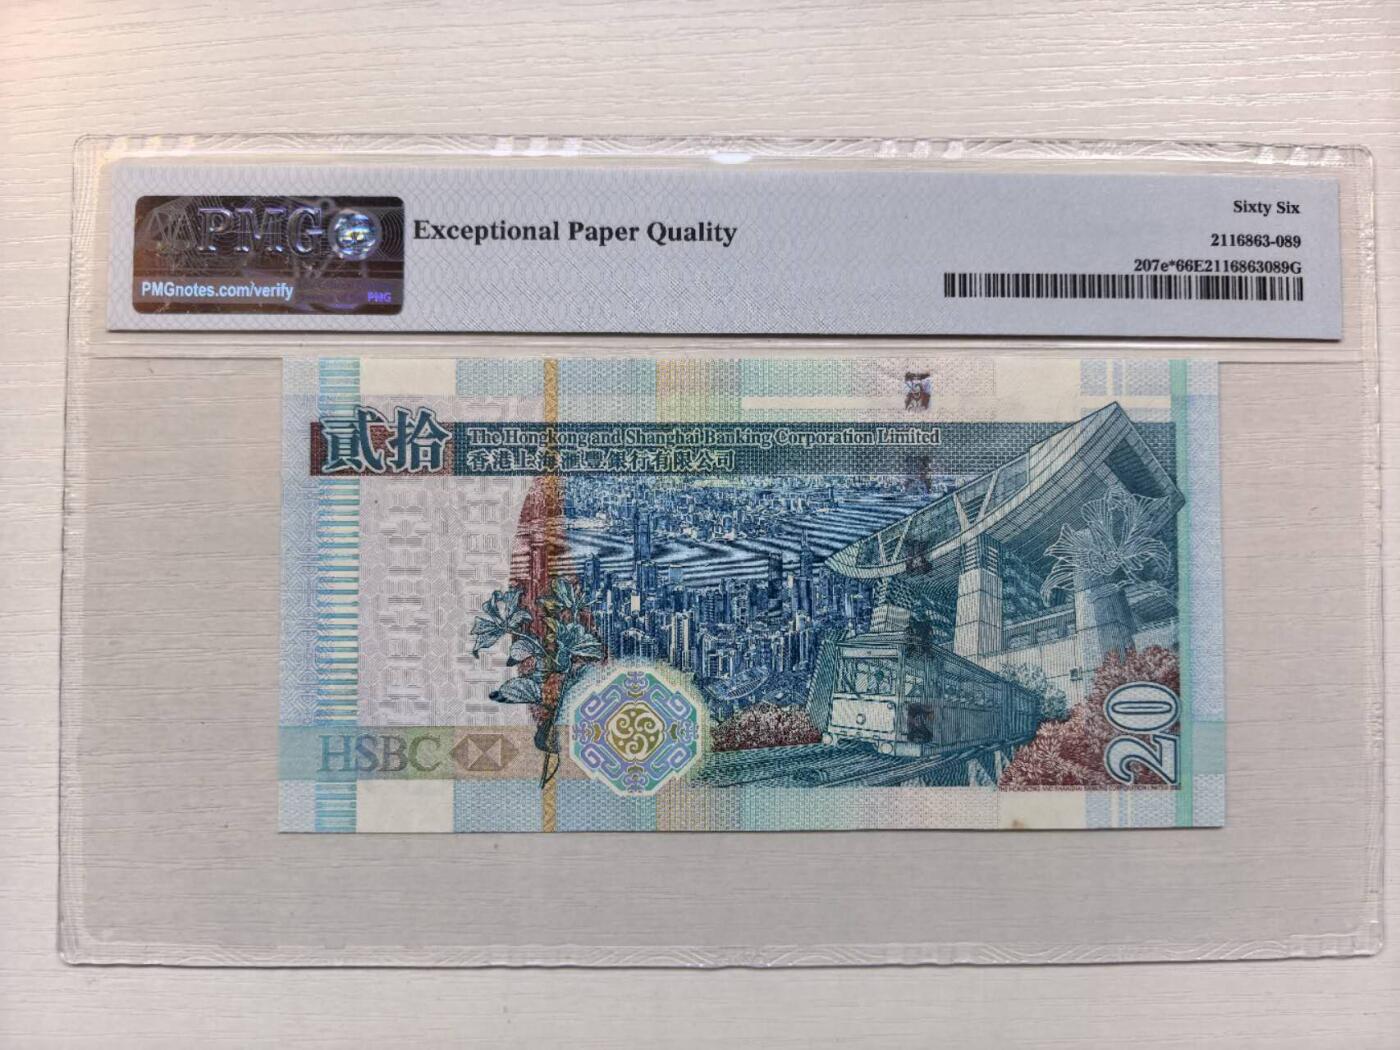 PMG
PMGnotes.com/verify
PMG
Exceptional Paper Quality
Sixty Six
2116863-089
207e*66E2116863089G
貳拾
The Hongkong and Shanghai Banking Corporation Limited
香港上海滙豐銀行有限公司
HSBC
20